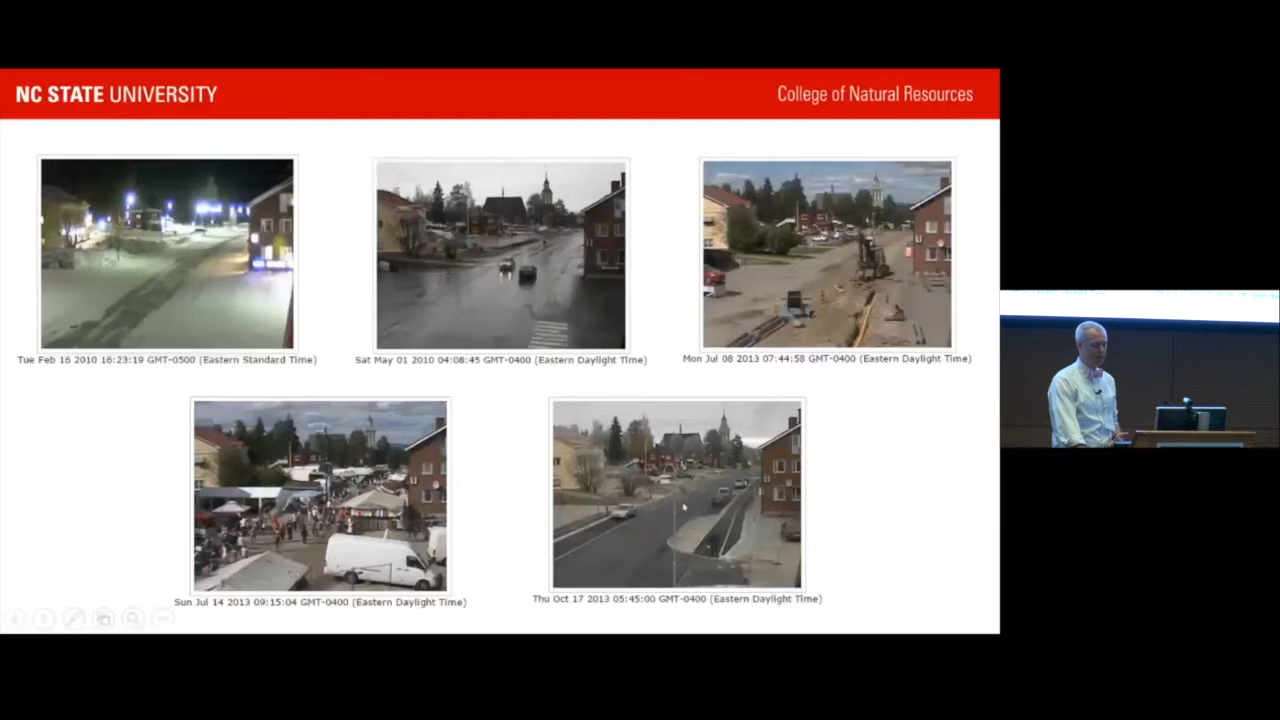 NC STATE UNIVERSITY
College of Natural Resources
Tue Feb 16 2010 16:23:19 GMT-0500 (Eastern Standard Time)
Sat May 01 2010 04:08:45 GMT-0400 (Eastern Daylight Time)
Mon Jul 08 2013 07:44:58 GMT-0400 (Eastern Daylight Time)
Sun Jul 14 2013 09:15:04 GMT-0400 (Eastern Daylight Time)
Thu Oct 17 2013 05:45:00 GMT-0400 (Eastern Daylight Time)